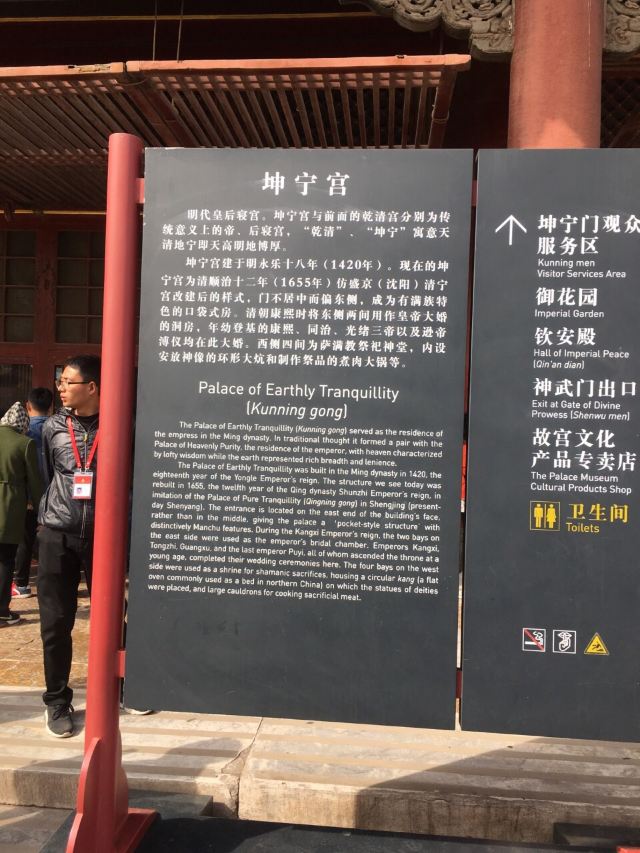 坤宁宫
明代皇后寝宫。坤宁宫与前面的乾清宫分别为传
统意义上的帝、后寝宫，“乾清”、“坤宁”寓意天
清地宁即天高明地博厚。
坤宁宫建于明永乐十八年（1420年）。现在的坤
宁宫为清顺治十二年（1655年）仿盛京（沈阳）清宁
宫改建后的样式，门不居中而偏东侧，成为有满族特
色的口袋式房。清朝康熙时将东侧两间用作皇帝大婚
的洞房，年幼登基的康熙、同治、光绪三帝以及逊帝
溥仪均在此大婚。西侧四间为萨满教祭祀神堂，内设
安放神像的环形大炕和制作祭品的煮肉大锅等。
Palace of Earthly Tranquillity
(Kunning gong)
The Palace of Earthly Tranquillity (Kunning gong) served as the residence of
the empress in the Ming dynasty. In traditional thought it formed a pair with the
Palace of Heavenly Purity, the residence of the emperor, with heaven characterized
by lofty wisdom while the earth represented rich breadth and lenience.
The Palace of Earthly Tranquillity was built in the Ming dynasty in 1420, the
eighteenth year of the Yongle Emperor's reign. The structure we see today was
rebuilt in 1655, the twelfth year of the Qing dynasty Shunzhi Emperor's reign, in
imitation of the Palace of Pure Tranquility (Qingning gong) in Shengjing (present-
day Shenyang). The entrance is located on the east end of the building's face,
rather than in the middle, giving the palace a 'pocket-style structure' with
distinctively Manchu features. During the Kangxi Emperor's reign, the two bays on
the east side were used as the emperor's bridal chamber. Emperors Kangxi,
Tongzhi, Guangxu, and the last emperor Puyi, all of whom ascended the throne at a
young age, completed their wedding ceremonies here. The four bays on the west
side were used as a shrine for shamanic sacrifices, housing a circular kang (a flat
oven commonly used as a bed in northern China) on which the statues of deities
were placed, and large cauldrons for cooking sacrificial meat.
坤宁门观众
服务区
Kunning men
Visitor Services Area
御花园
Imperial Garden
钦安殿
Hall of Imperial Peace
(Qin'an dian)
神武门出口
Exit at Gate of Divine
Prowess (Shenwu men)
故宫文化
产品专卖店
The Palace Museum
Cultural Products Shop
卫生间
Toilets